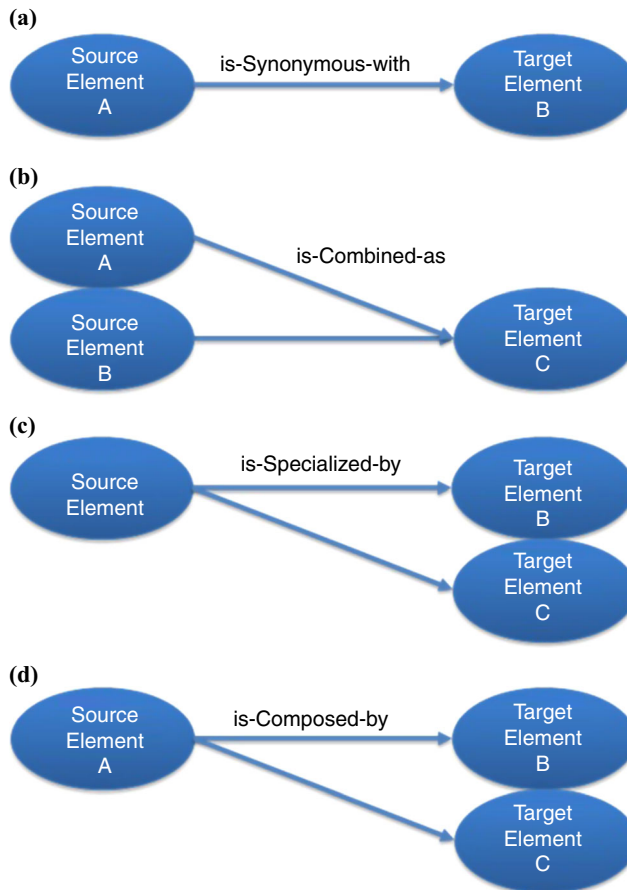 (a)
Source
Element
A
is-Synonymous-with
Target
Element
B
(b)
Source
Element
A
is-Combined-as
Source
Element
B
Target
Element
C
(c)
Source
Element
is-Specialized-by
Target
Element
B
Target
Element
C
(d)
Source
Element
A
is-Composed-by
Target
Element
B
Target
Element
C